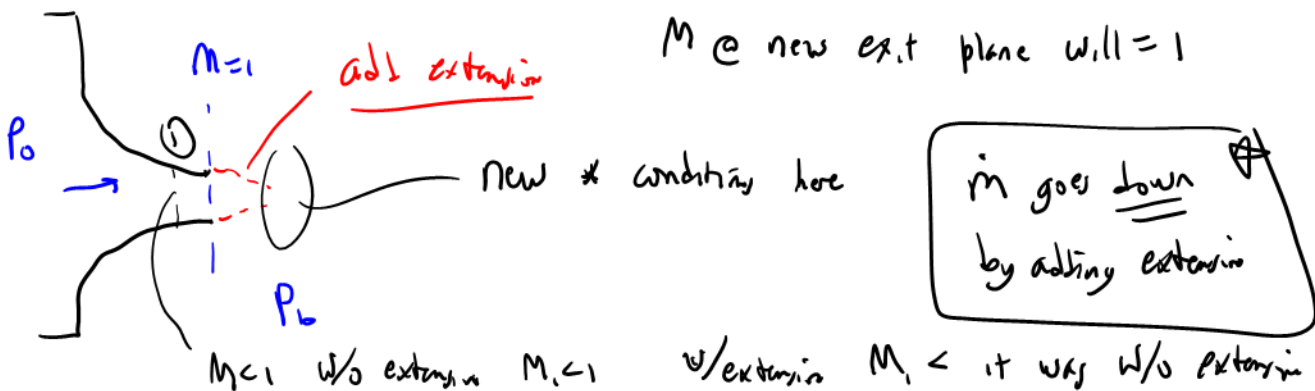 M @ new exit plane will = 1
M=1
add extension
P₀
①
new * conditions here
ṁ goes down
by adding extension
P_b
M<1 w/o extension M₁<1 w/extension M₁ < it was w/o extension